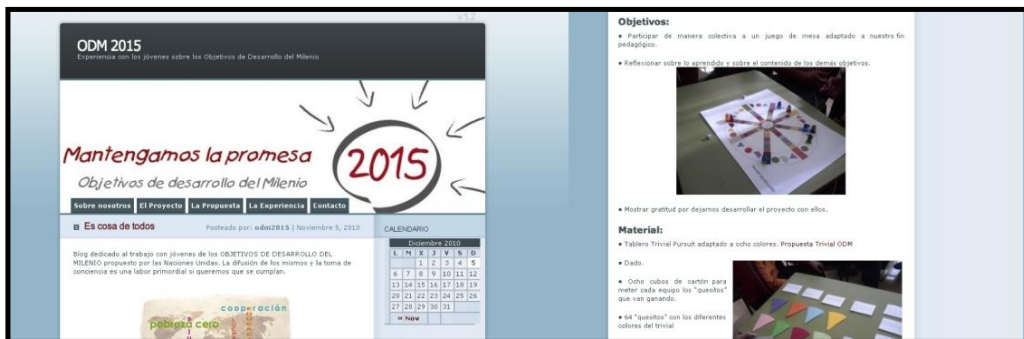 v1.2
ODM 2015
Experiencia con los jóvenes sobre los Objetivos de Desarrollo del Milenio
Mantengamos la promesa
2015
Objetivos de desarrollo del Milenio
Sobre nosotros El Proyecto La Propuesta La Experiencia Contacto
Es cosa de todos
Posteado por: odm2015 | Noviembre 5, 2010
Blog dedicado al trabajo con jóvenes de los OBJETIVOS DE DESARROLLO DEL
MILENIO propuesto por las Naciones Unidas. La difusión de los mismos y la toma de
conciencia es una labor primordial si queremos que se cumplan.
cooperación
pobreza cero
CALENDARIO
Diciembre 2010
L M X J V S D
1 2 3 4 5
6 7 8 9 10 11 12
13 14 15 16 17 18 19
20 21 22 23 24 25 26
27 28 29 30 31
« Nov
Objetivos:
• Participar de manera colectiva a un juego de mesa adaptado a nuestro fin
pedagógico.
• Reflexionar sobre lo aprendido y sobre el contenido de los demás objetivos.
• Mostrar gratitud por dejarnos desarrollar el proyecto con ellos.
Material:
• Tablero Trivial Pursuit adaptado a ocho colores. Propuesta Trivial ODM
• Dado.
• Ocho cubos de cartón para
meter cada equipo los "quesitos"
que van ganando.
• 64 "quesitos" con los diferentes
colores del trivial